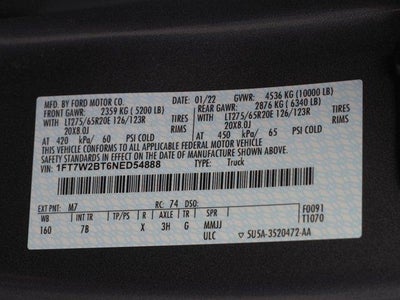 MFD. BY FORD MOTOR CO. 01/22 GVWR: 4536 KG (10000 LB)
FRONT GAWR: 2359 KG (5200 LB) REAR GAWR: 2876 KG (6340 LB)
WITH LT275/65R20E 126/123R TIRES WITH LT275/65R20E 126/123R TIRES
20X8.0J RIMS 20X8.0J RIMS
AT 420 kPa/ 60 PSI COLD AT 450 kPa/ 65 PSI COLD
THIS VEHICLE CONFORMS TO ALL APPLICABLE FEDERAL MOTOR VEHICLE
SAFETY STANDARDS IN EFFECT ON THE DATE OF MANUFACTURE SHOWN ABOVE.
VIN: 1FT7W2BT6NED54888 TYPE: Truck
EXT PNT: M7 RC: 74 DSO: F0091
WB INT TR TP/PS R AXLE TR SPR T1070
160 7B X 3H G MMJJ
ULC 5U5A-3520472-AA